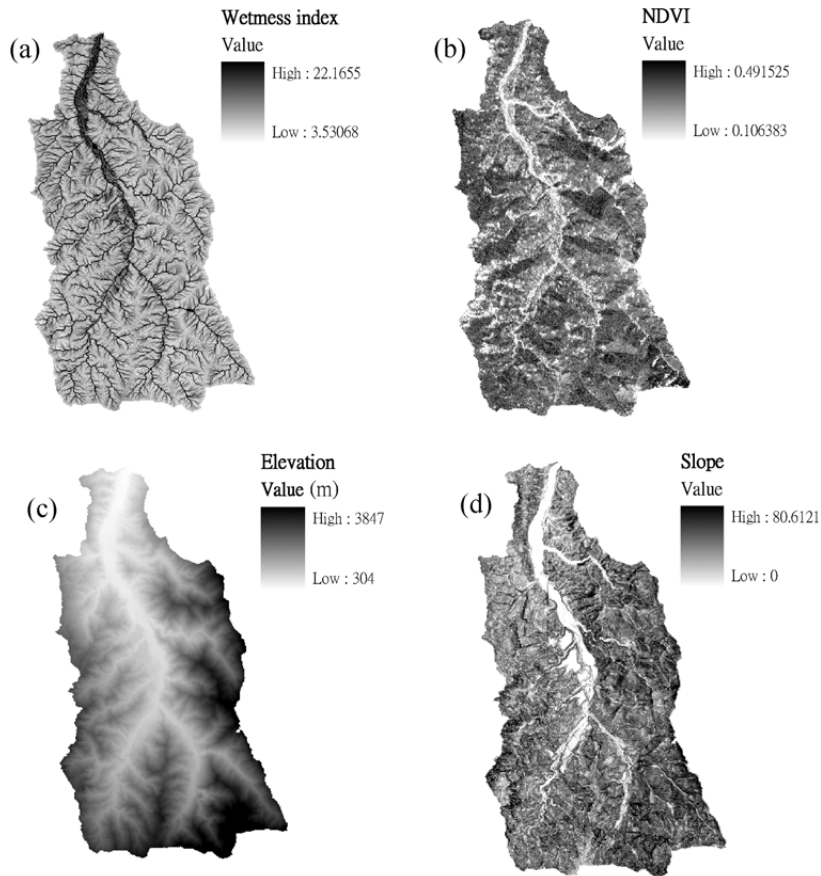 (a)
Wetmess index
Value
High : 22.1655
Low : 3.53068
(b)
NDVI
Value
High : 0.491525
Low : 0.106383
(c)
Elevation
Value (m)
High : 3847
Low : 304
(d)
Slope
Value
High : 80.6121
Low : 0